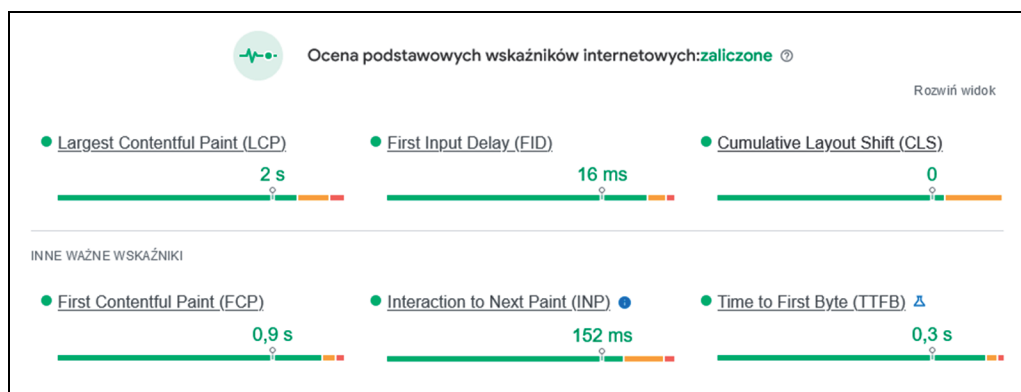 Ocena podstawowych wskaźników internetowych:zaliczone
Rozwiń widok
Largest Contentful Paint (LCP)
First Input Delay (FID)
Cumulative Layout Shift (CLS)
2 s
16 ms
0
INNE WAŻNE WSKAŹNIKI
First Contentful Paint (FCP)
Interaction to Next Paint (INP)
Time to First Byte (TTFB)
0,9 s
152 ms
0,3 s